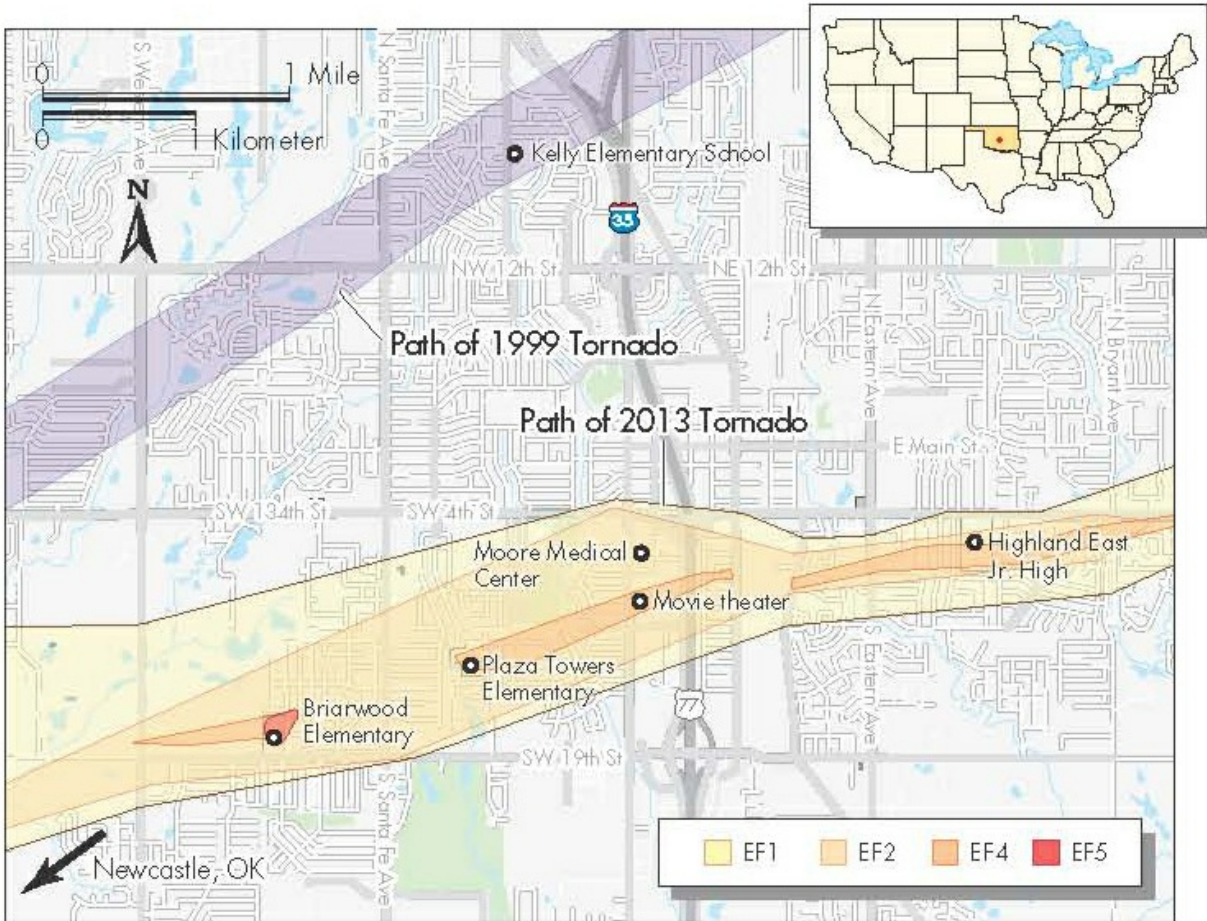 0
1 Mile
0
1 Kilometer
N
S Western Ave
N Santa Fe Ave
Kelly Elementary School
35
NW 12th St
NE 12th St
Path of 1999 Tornado
N Eastern Ave
N Bryant Ave
Path of 2013 Tornado
E Main St
SW 134th St
SW 4th St
Moore Medical
Center
Highland East
Jr. High
Movie theater
Plaza Towers
Elementary
S Eastern Ave
77
Briarwood
Elementary
SW 19th St
S Santa Fe Ave
Newcastle, OK
EF1
EF2
EF4
EF5